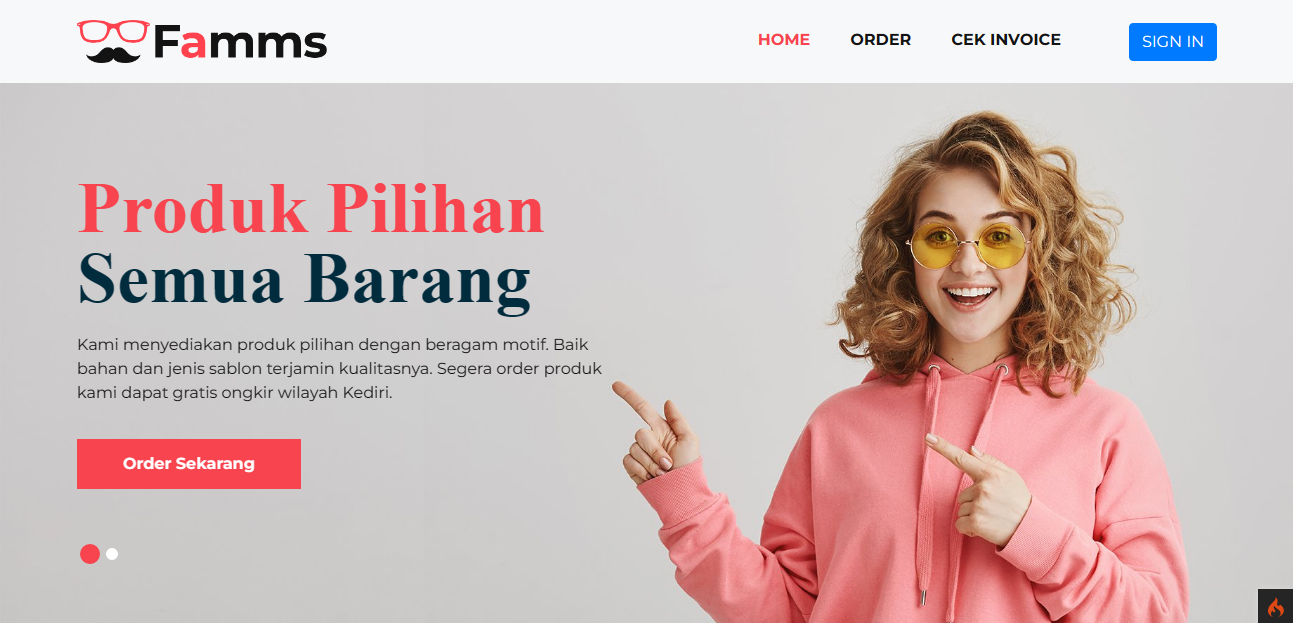 Famms
HOME
ORDER
CEK INVOICE
SIGN IN
Produk Pilihan
Semua Barang
Kami menyediakan produk pilihan dengan beragam motif. Baik
bahan dan jenis sablon terjamin kualitasnya. Segera order produk
kami dapat gratis ongkir wilayah Kediri.
Order Sekarang